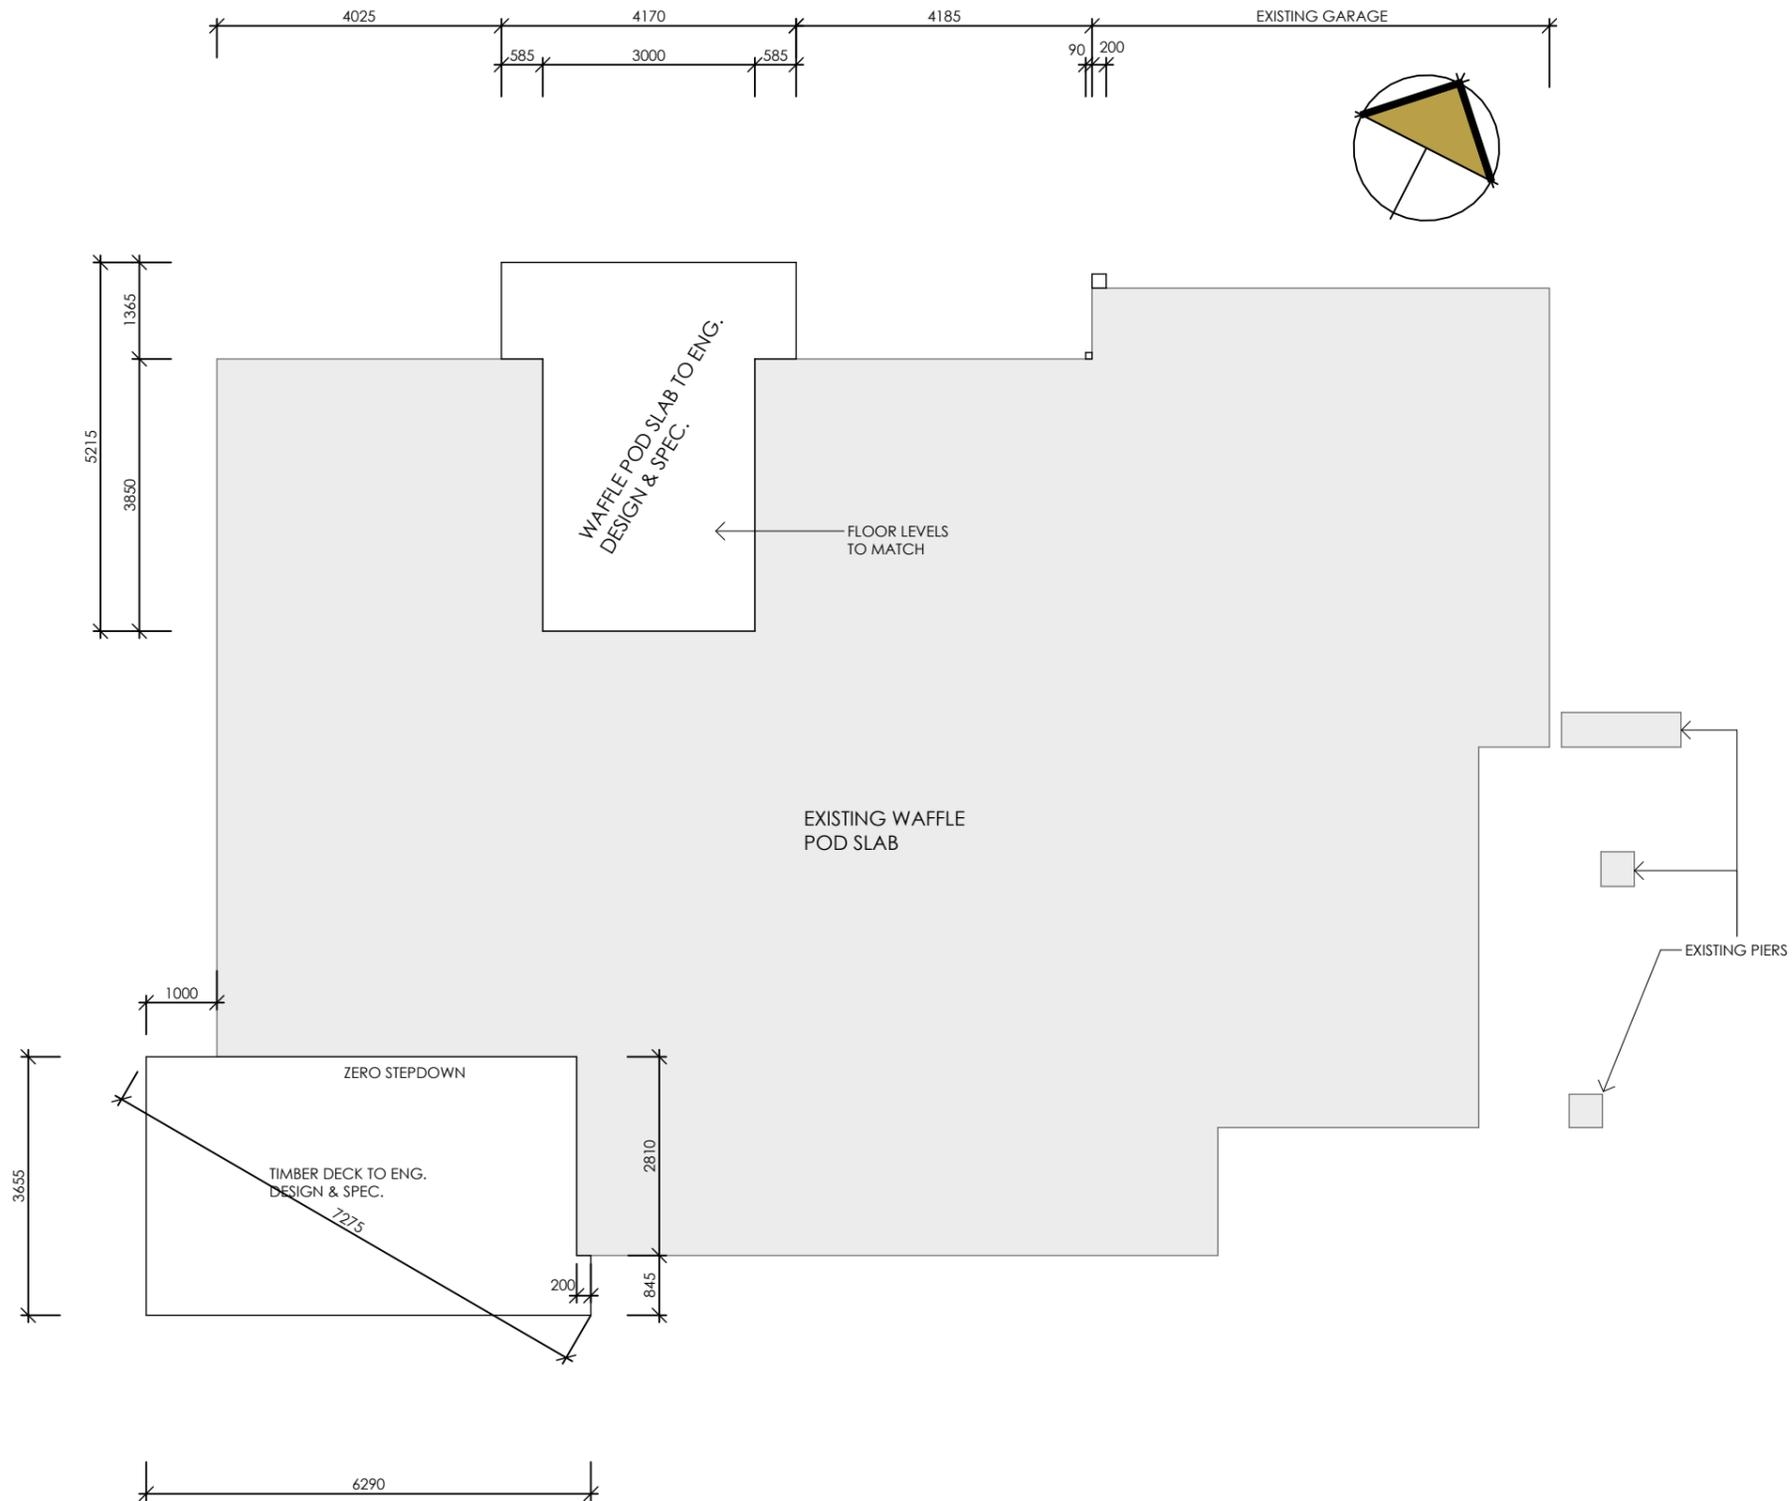 4025
4170
4185
EXISTING GARAGE
585
3000
585
90
200
1365
5215
3850
WAFFLE POD SLAB TO ENG.
DESIGN & SPEC.
FLOOR LEVELS
TO MATCH
EXISTING WAFFLE
POD SLAB
EXISTING PIERS
1000
ZERO STEPDOWN
3655
TIMBER DECK TO ENG.
DESIGN & SPEC.
7275
2810
200
845
6290